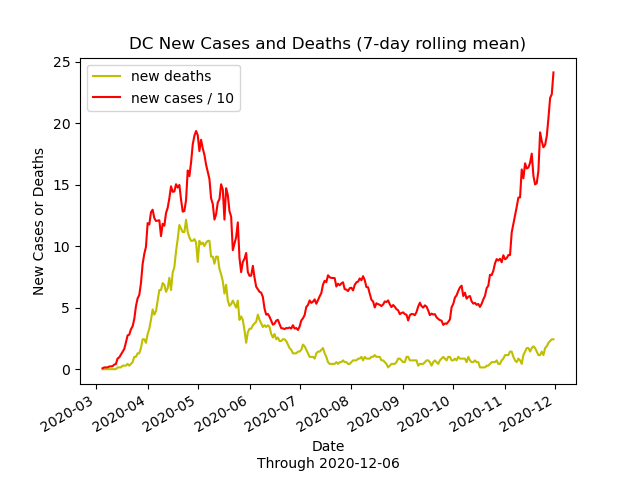 DC New Cases and Deaths (7-day rolling mean)
new deaths
new cases / 10
New Cases or Deaths
25
20
15
10
5
0
2020-03
2020-04
2020-05
2020-06
2020-07
2020-08
2020-09
2020-10
2020-11
2020-12
Date
Through 2020-12-06